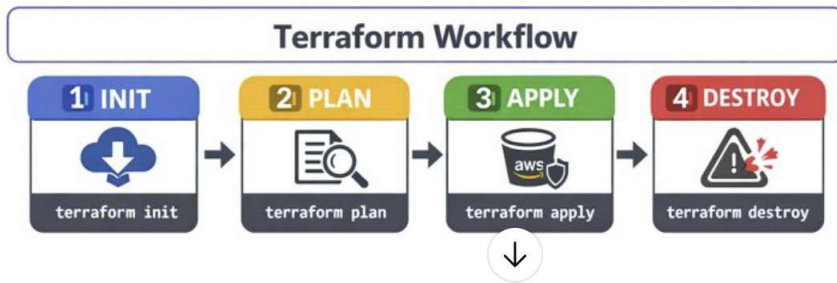 Terraform Workflow
1 INIT
2 PLAN
3 APPLY
4 DESTROY
aws
terraform init
terraform plan
terraform apply
terraform destroy